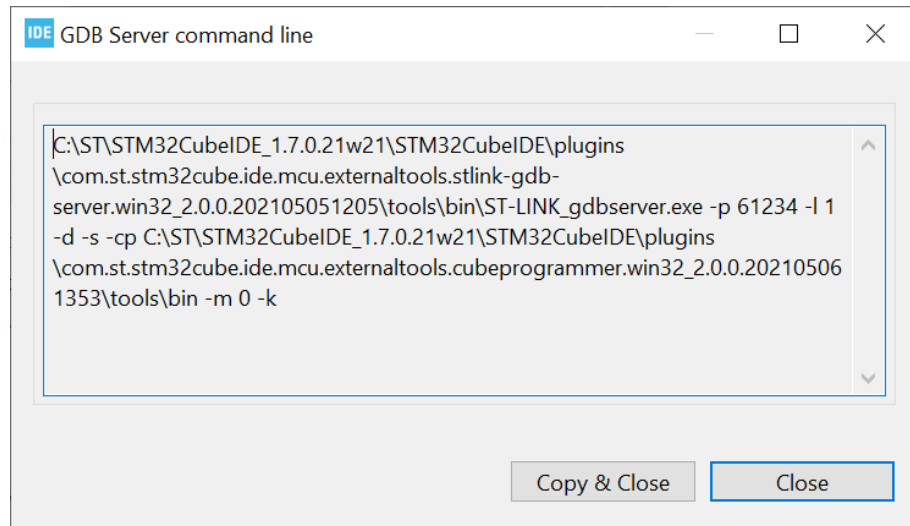 IDE GDB Server command line
C:\ST\STM32CubeIDE_1.7.0.21w21\STM32CubeIDE\plugins
\com.st.stm32cube.ide.mcu.externaltools.stlink-gdb-
server.win32_2.0.0.202105051205\tools\bin\ST-LINK_gdbserver.exe -p 61234 -l 1
-d -s -cp C:\ST\STM32CubeIDE_1.7.0.21w21\STM32CubeIDE\plugins
\com.st.stm32cube.ide.mcu.externaltools.cubeprogrammer.win32_2.0.0.20210506
1353\tools\bin -m 0 -k
Copy & Close Close